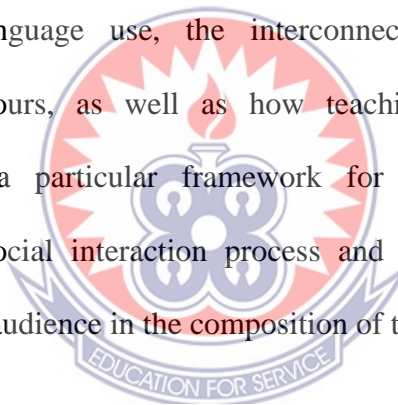 nguage use, the interconnec
ours, as well as how teachi
a particular framework for
ocial interaction process and
audience in the composition of t
EDUCATION FOR SERVICE